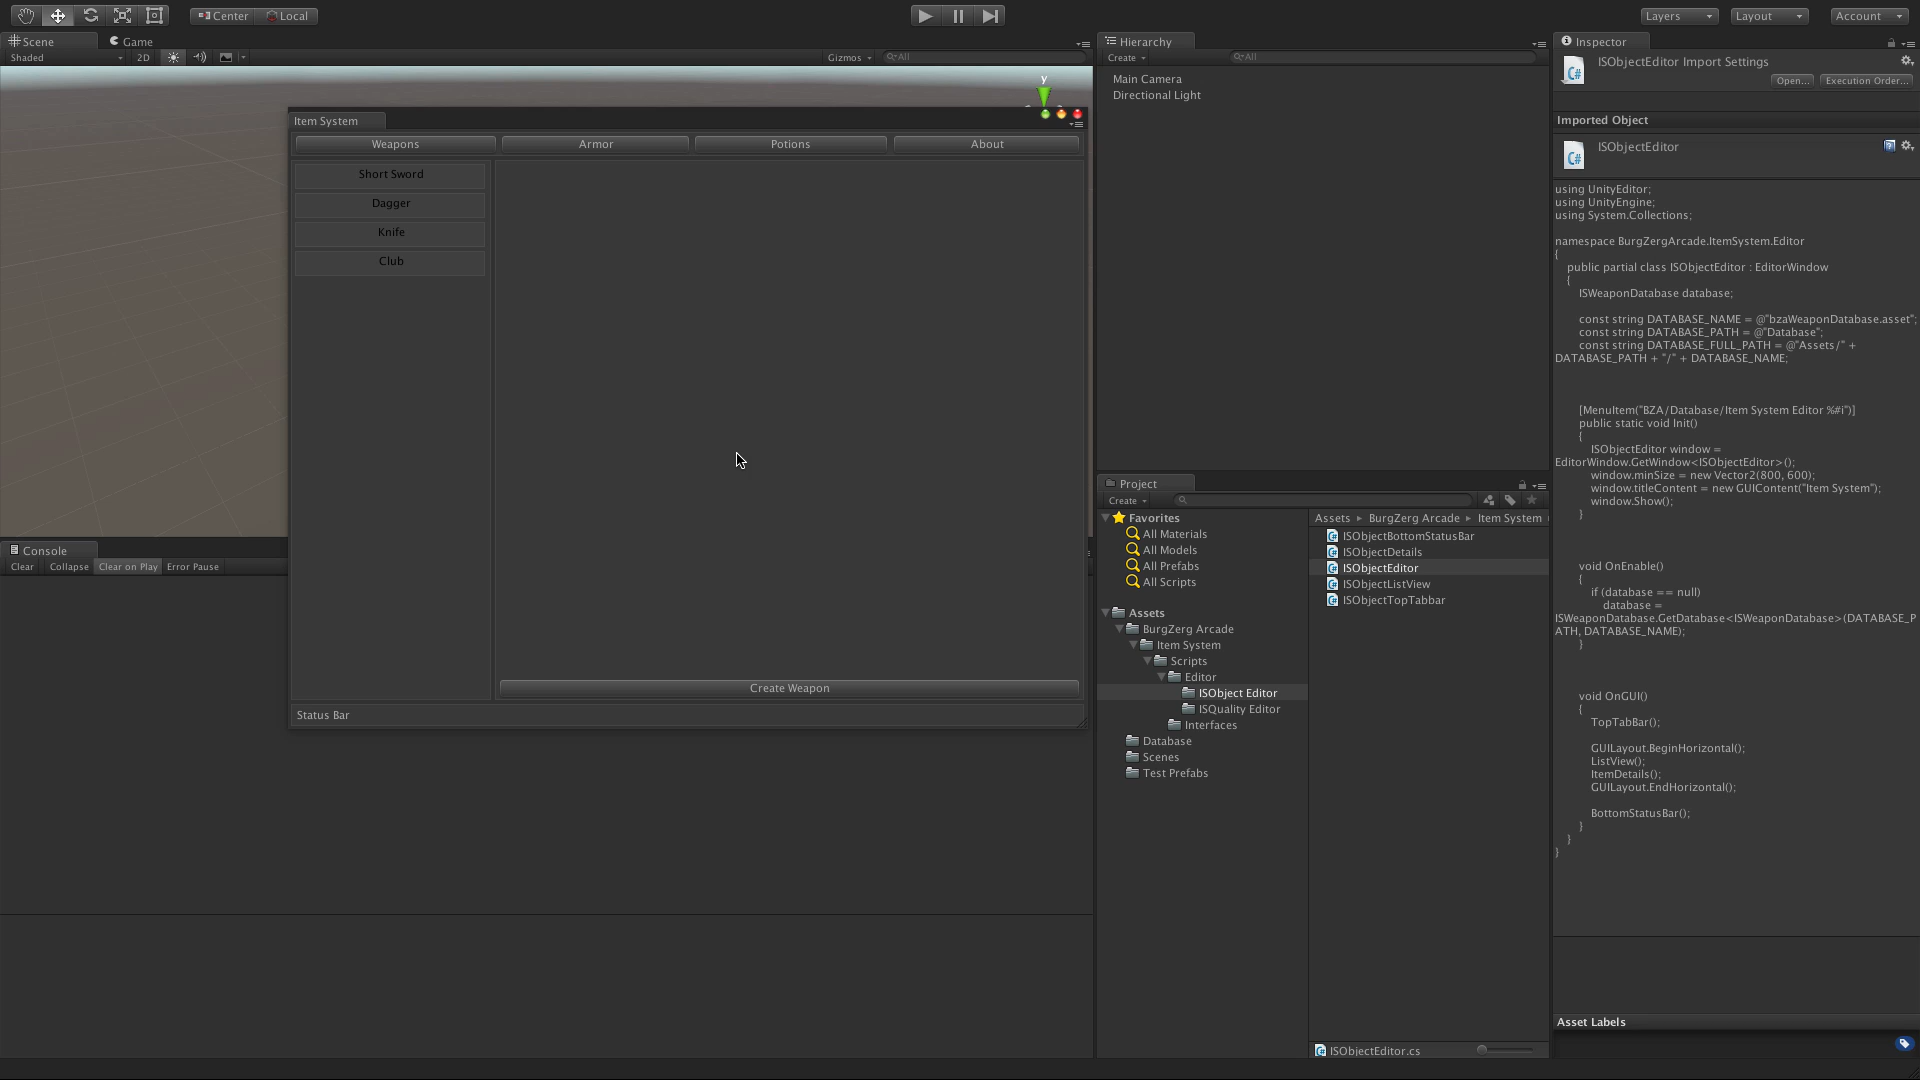 Center
Local
Layers
Layout
Account
Scene
Game
Shaded
2D
Gizmos
All
y
Item System
Weapons
Armor
Potions
About
Short Sword
Dagger
Knife
Club
Create Weapon
Status Bar
Console
Clear
Collapse
Clear on Play
Error Pause
Hierarchy
Create
All
Main Camera
Directional Light
Project
Create
Favorites
All Materials
All Models
All Prefabs
All Scripts
Assets
BurgZerg Arcade
Item System
Scripts
Editor
ISObject Editor
ISQuality Editor
Interfaces
Database
Scenes
Test Prefabs
Assets ▸ BurgZerg Arcade ▸ Item System
ISObjectBottomStatusBar
ISObjectDetails
ISObjectEditor
ISObjectListView
ISObjectTopTabbar
ISObjectEditor.cs
Inspector
ISObjectEditor Import Settings
Open...
Execution Order...
Imported Object
ISObjectEditor
using UnityEditor;
using UnityEngine;
using System.Collections;
namespace BurgZergArcade.ItemSystem.Editor
{
public partial class ISObjectEditor : EditorWindow
{
ISWeaponDatabase database;
const string DATABASE_NAME = @"bzaWeaponDatabase.asset";
const string DATABASE_PATH = @"Database";
const string DATABASE_FULL_PATH = @"Assets/" +
DATABASE_PATH + "/" + DATABASE_NAME;
[MenuItem("BZA/Database/Item System Editor %#i")]
public static void Init()
{
ISObjectEditor window =
EditorWindow.GetWindow<ISObjectEditor>();
window.minSize = new Vector2(800, 600);
window.titleContent = new GUIContent("Item System");
window.Show();
}
void OnEnable()
{
if (database == null)
database =
ISWeaponDatabase.GetDatabase<ISWeaponDatabase>(DATABASE_P
ATH, DATABASE_NAME);
}
void OnGUI()
{
TopTabBar();
GUILayout.BeginHorizontal();
ListView();
ItemDetails();
GUILayout.EndHorizontal();
BottomStatusBar();
}
}
}
Asset Labels